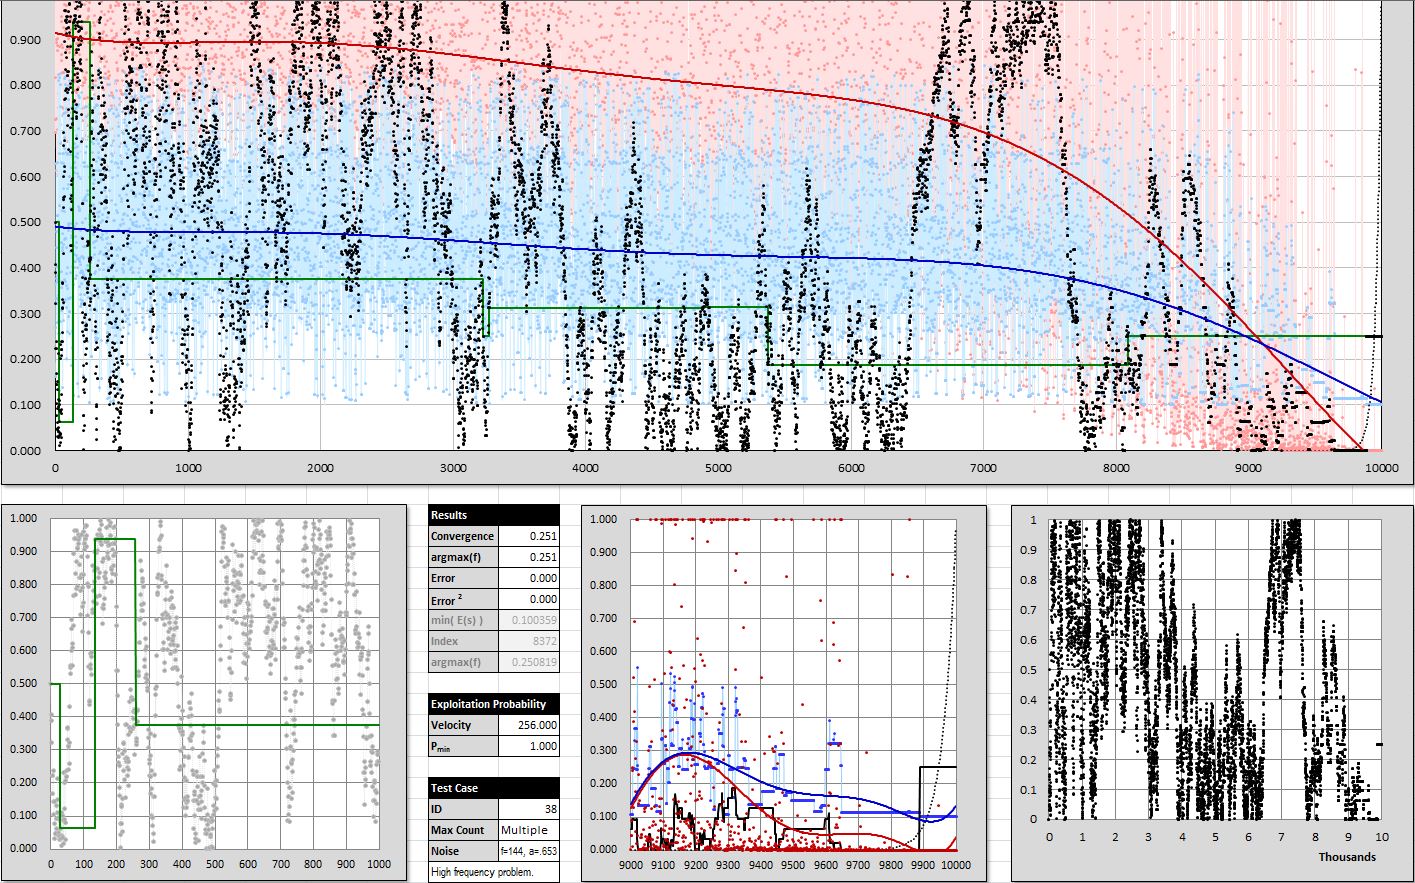 0.900
0.800
0.700
0.600
0.500
0.400
0.300
0.200
0.100
0.000
0 1000 2000 3000 4000 5000 6000 7000 8000 9000 10000
1.000
0.900
0.800
0.700
0.600
0.500
0.400
0.300
0.200
0.100
0.000
0 100 200 300 400 500 600 700 800 900 1000
Results
Convergence 0.251
argmax(f) 0.251
Error 0.000
Error ² 0.000
min( E(s) ) 0.100359
Index 8372
argmax(f) 0.250819
Exploitation Probability
Velocity 256.000
Pmin 1.000
Test Case
ID 38
Max Count Multiple
Noise f=144, a=.653
High frequency problem.
1.000
0.900
0.800
0.700
0.600
0.500
0.400
0.300
0.200
0.100
0.000
9000 9100 9200 9300 9400 9500 9600 9700 9800 9900 10000
1
0.9
0.8
0.7
0.6
0.5
0.4
0.3
0.2
0.1
0
0 1 2 3 4 5 6 7 8 9 10
Thousands